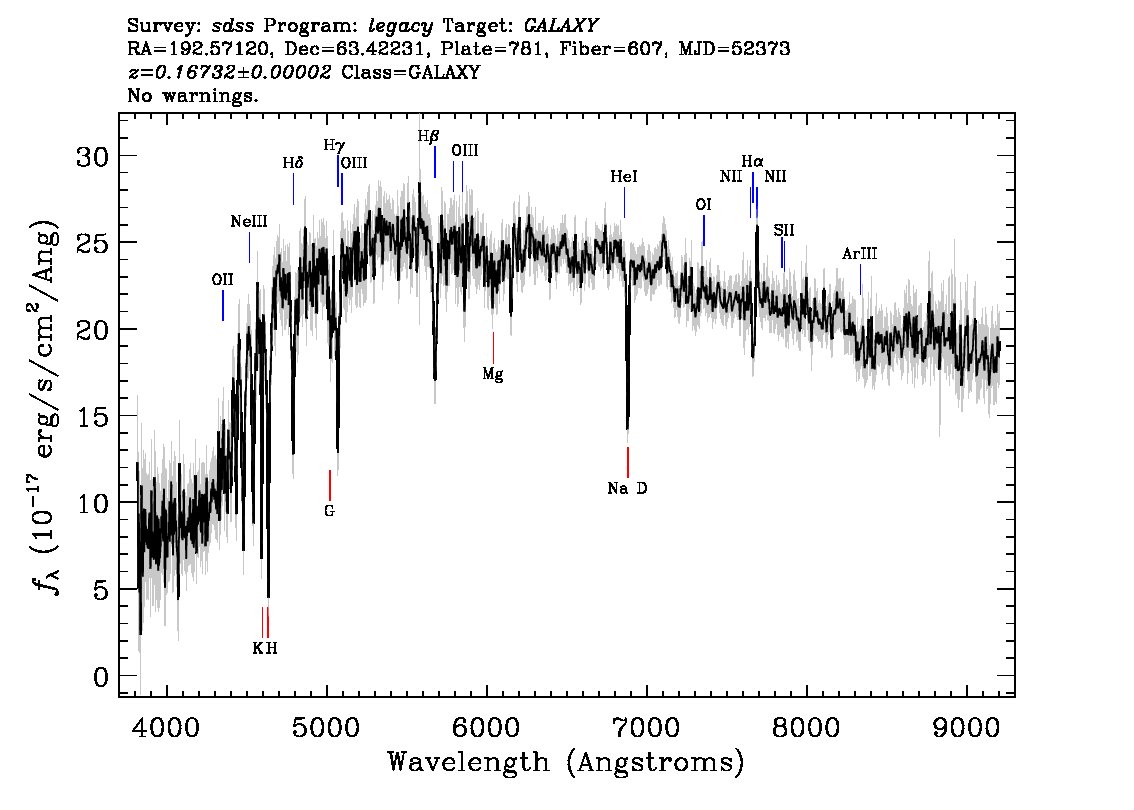 Survey: sdss Program: legacy Target: GALAXY
RA=192.57120, Dec=63.42231, Plate=781, Fiber=607, MJD=52373
z=0.16732±0.00002 Class=GALAXY
No warnings.
Hβ
Hγ
OIII
Hδ
OIII
Hα
HeI
NII
NII
OI
NeIII
SII
ArIII
OII
Mg
Na D
G
K H
30
25
20
15
10
5
0
fλ (10⁻¹⁷ erg/s/cm²/Ang)
4000 5000 6000 7000 8000 9000
Wavelength (Angstroms)